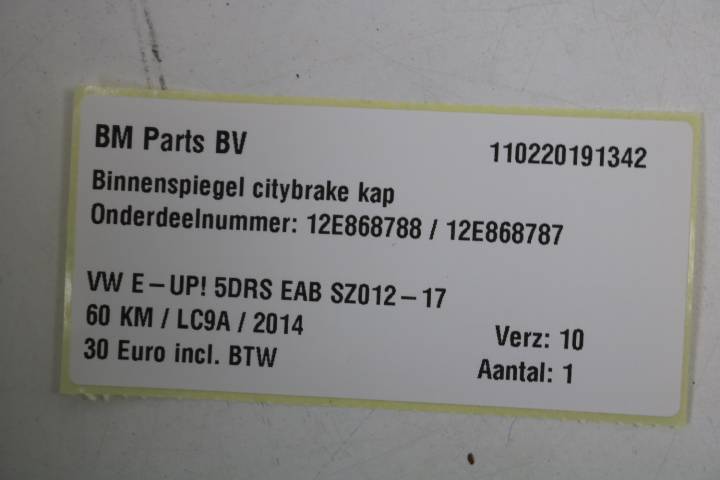 BM Parts BV 110220191342
Binnenspiegel citybrake kap
Onderdeelnummer: 12E868788 / 12E868787
VW E-UP! 5DRS EAB SZ012-17
60 KM / LC9A / 2014 Verz: 10
30 Euro incl. BTW Aantal: 1